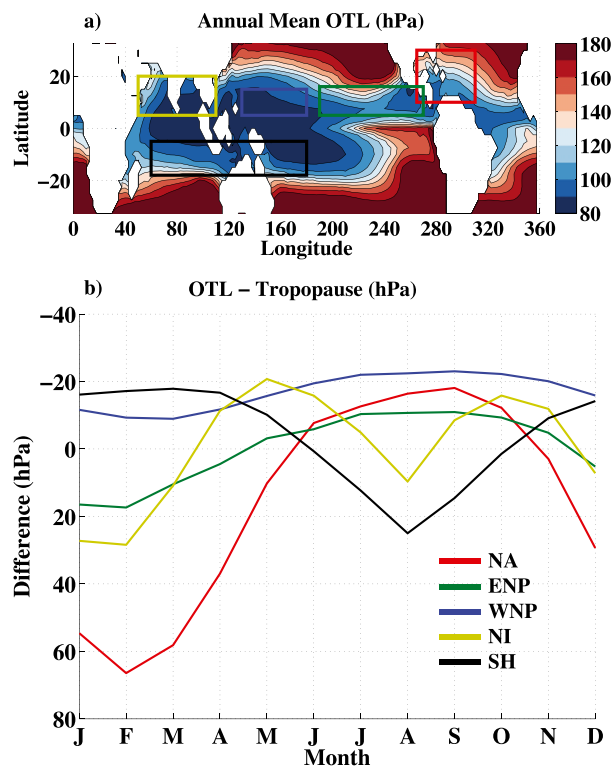 a) Annual Mean OTL (hPa)
Latitude
20
0
−20
0 40 80 120 160 200 240 280 320 360
Longitude
180
160
140
120
100
80
b) OTL − Tropopause (hPa)
Difference (hPa)
−40
−20
0
20
40
60
80
NA
ENP
WNP
NI
SH
J F M A M J J A S O N D
Month